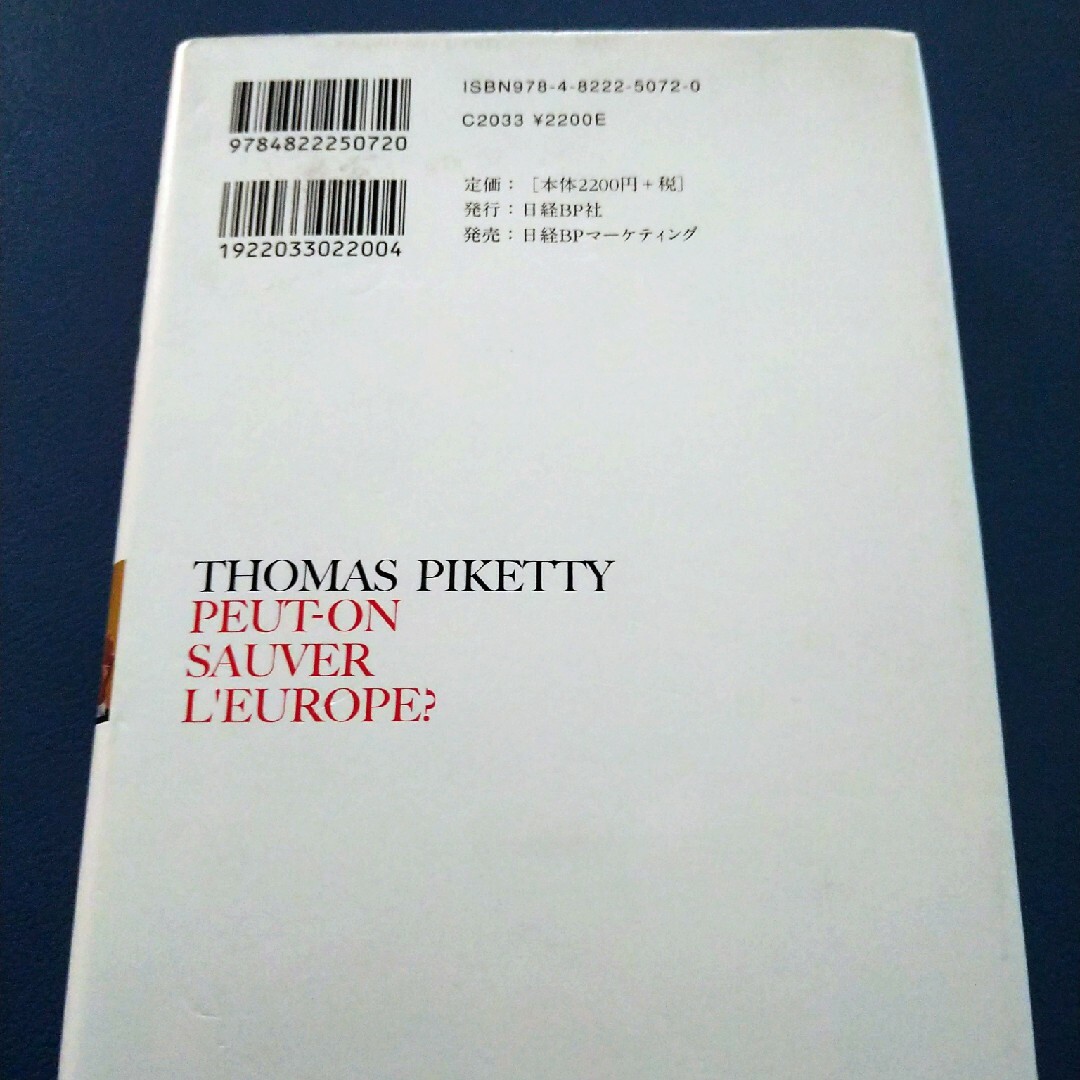 ISBN978-4-8222-5072-0
C2033 ¥2200E
9784822250720
定価：［本体2200円＋税］
発行：日経BP社
発売：日経BPマーケティング
1922033022004
THOMAS PIKETTY
PEUT-ON
SAUVER
L'EUROPE?